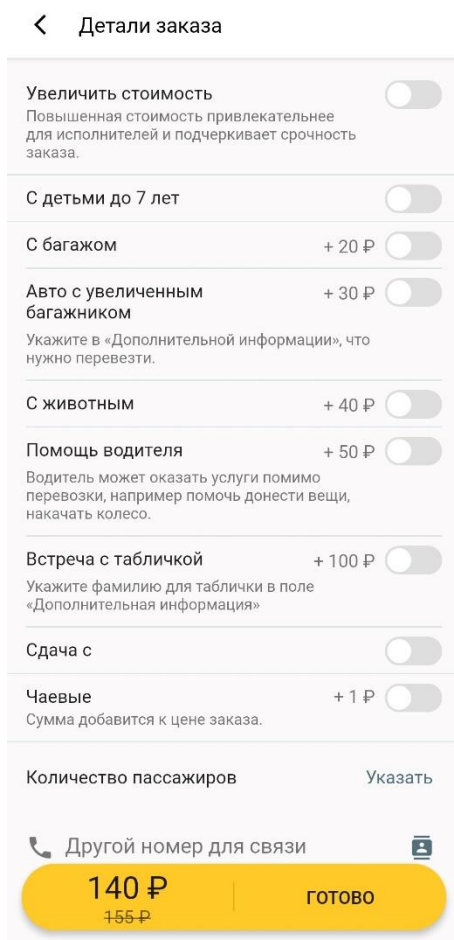 Детали заказа
Увеличить стоимость
Повышенная стоимость привлекательнее
для исполнителей и подчеркивает срочность
заказа.
С детьми до 7 лет
С багажом + 20 ₽
Авто с увеличенным + 30 ₽
багажником
Укажите в «Дополнительной информации», что
нужно перевезти.
С животным + 40 ₽
Помощь водителя + 50 ₽
Водитель может оказать услуги помимо
перевозки, например помочь донести вещи,
накачать колесо.
Встреча с табличкой + 100 ₽
Укажите фамилию для таблички в поле
«Дополнительная информация»
Сдача с
Чаевые + 1 ₽
Сумма добавится к цене заказа.
Количество пассажиров Указать
Другой номер для связи
140 ₽ ГОТОВО
155 ₽